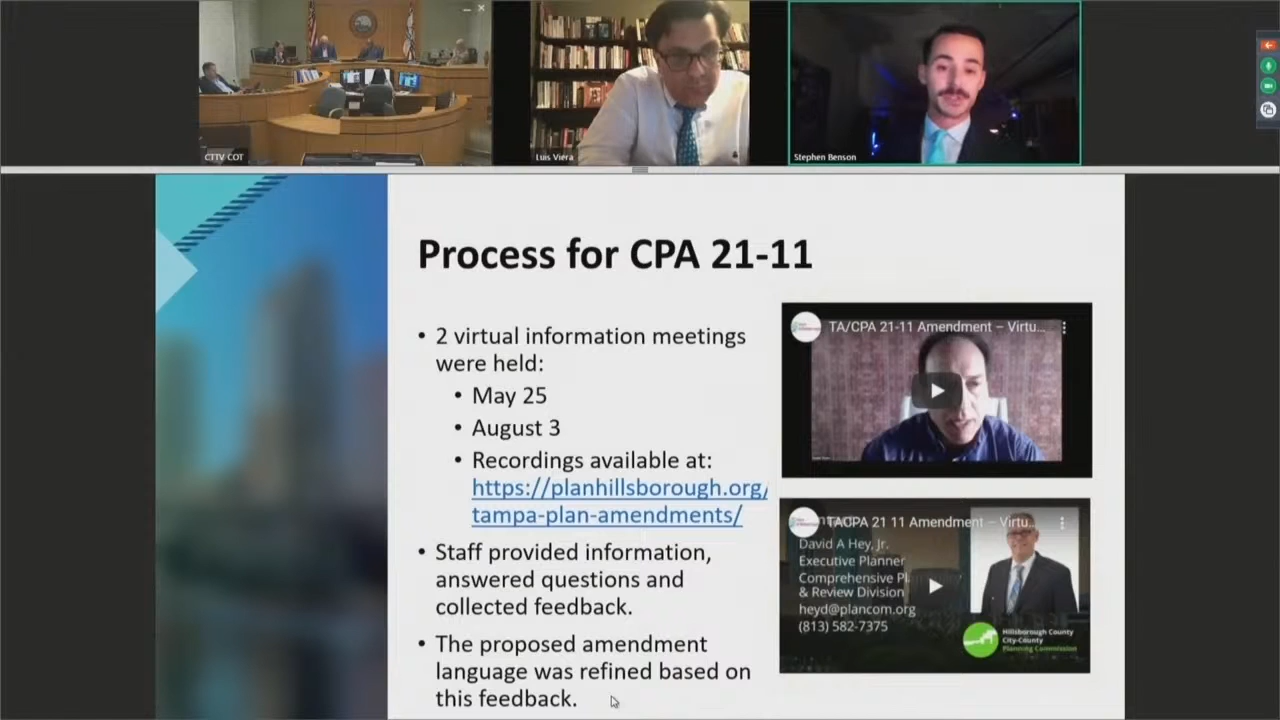 CTTV COT
Luis Viera
Stephen Benson
Process for CPA 21-11
• 2 virtual information meetings
were held:
• May 25
• August 3
• Recordings available at:
https://planhillsborough.org/
tampa-plan-amendments/
• Staff provided information,
answered questions and
collected feedback.
• The proposed amendment
language was refined based on
this feedback.
TA/CPA 21-11 Amendment – Virtu...
TACPA 21 11 Amendment – Virtu...
David A Hey, Jr.
Executive Planner
Comprehensive Pl
& Review Division
heyd@plancom.org
(813) 582-7375
Hillsborough County
City-County
Planning Commission